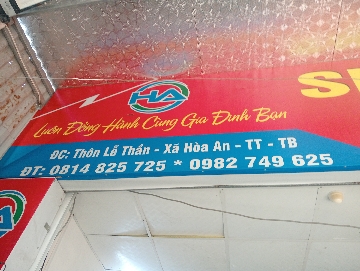 HA
Luôn Đồng Hành Cùng Gia Đình Bạn
ĐC: Thôn Lễ Thần - Xã Hòa An - TT - TB
ĐT: 0814 825 725 * 0982 749 625